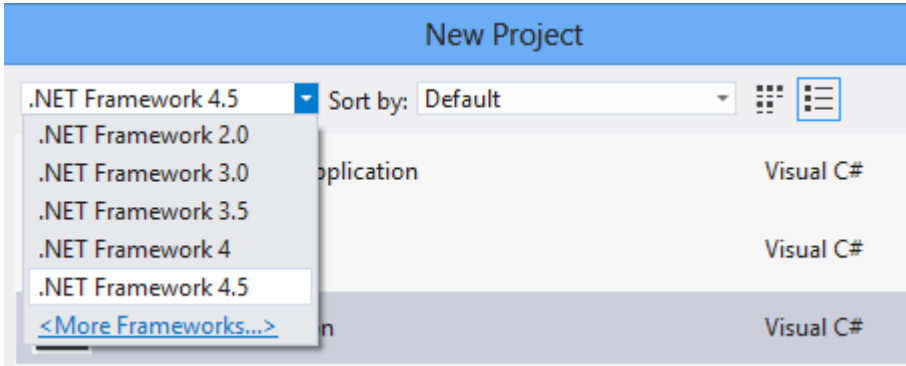 New Project
.NET Framework 4.5 Sort by: Default
.NET Framework 2.0
.NET Framework 3.0
pplication Visual C#
.NET Framework 3.5
.NET Framework 4
Visual C#
.NET Framework 4.5
<More Frameworks...>
n Visual C#